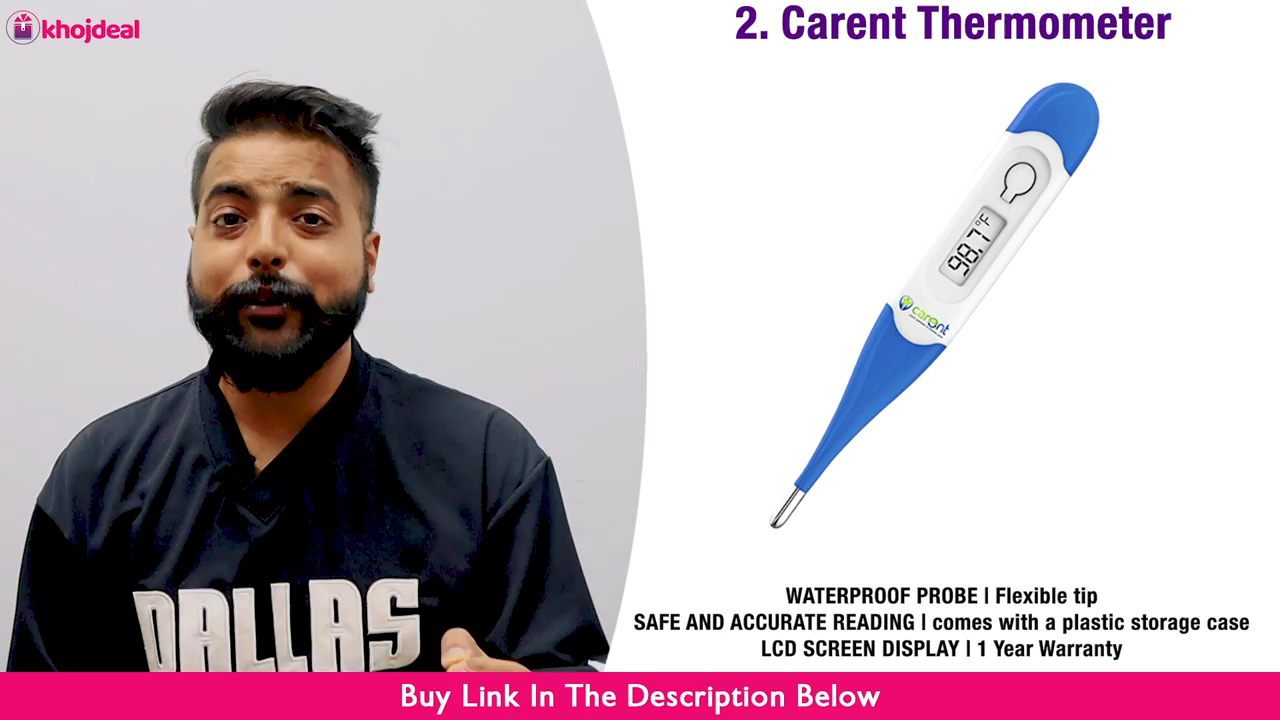 khojdeal
2. Carent Thermometer
98.7°F
carent
DALLAS
WATERPROOF PROBE | Flexible tip
SAFE AND ACCURATE READING | comes with a plastic storage case
LCD SCREEN DISPLAY | 1 Year Warranty
Buy Link In The Description Below